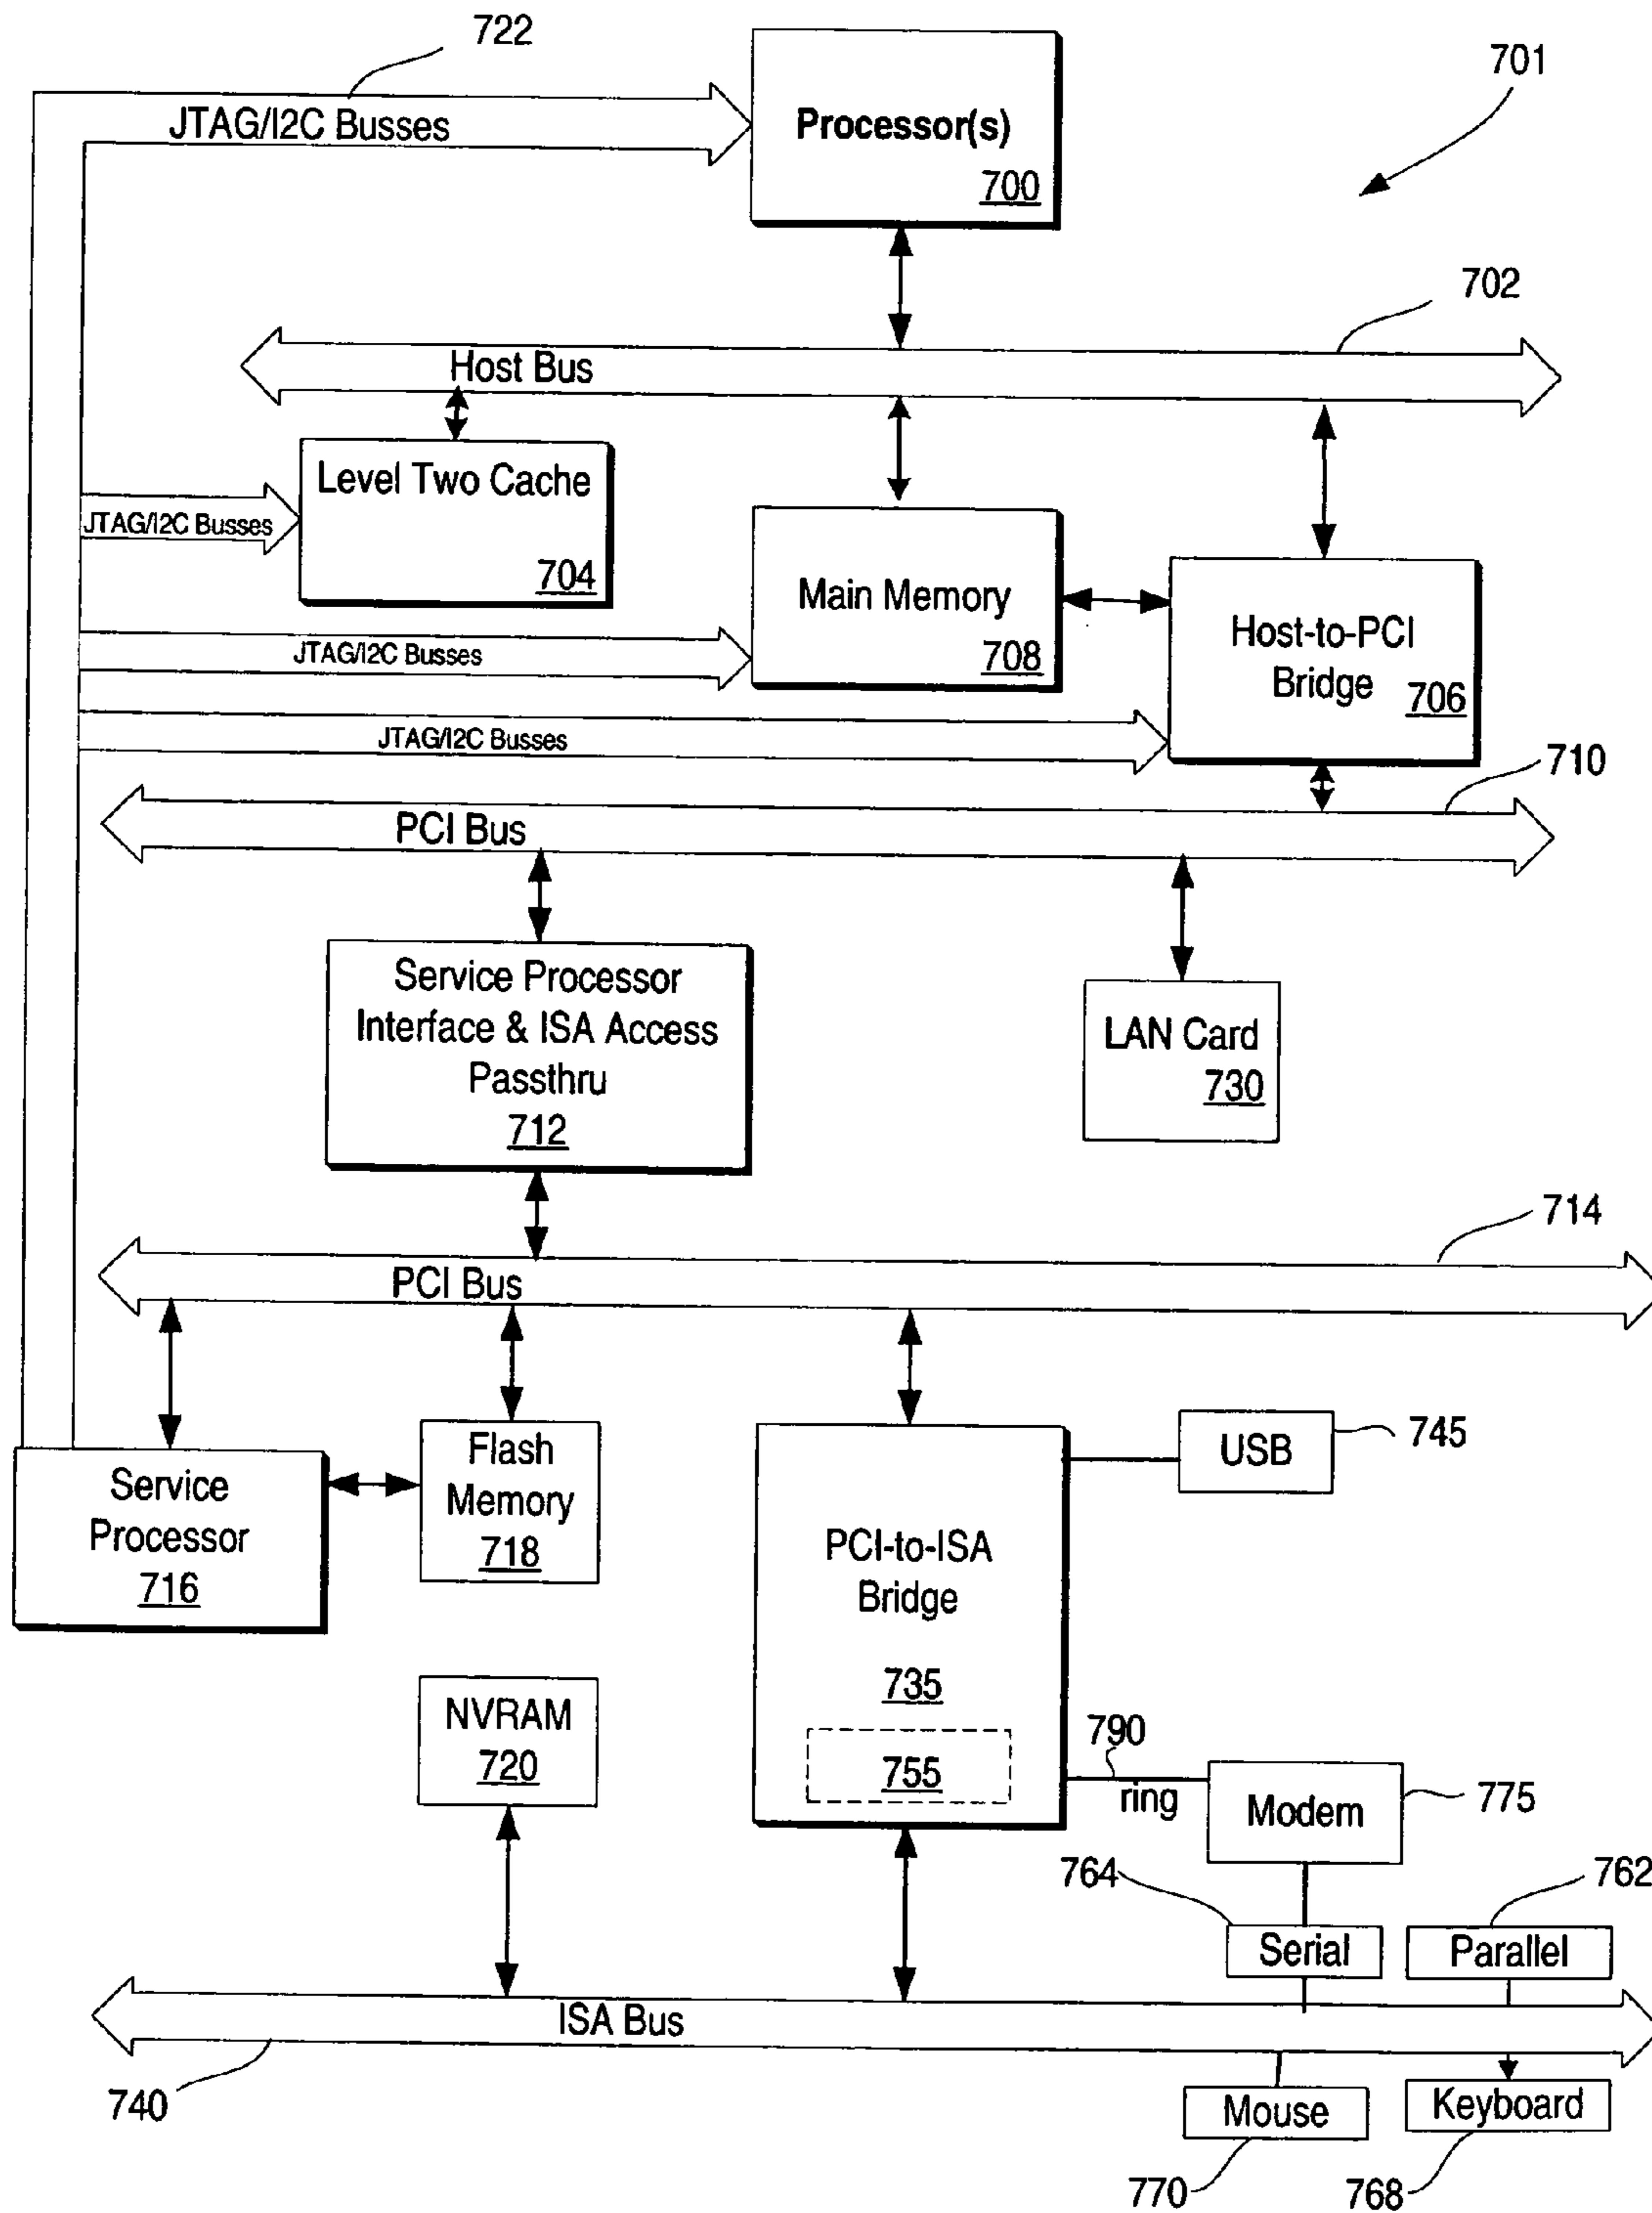 722
701
JTAG/I2C Busses
Processor(s)
700
702
Host Bus
Level Two Cache
704
JTAG/I2C Busses
Main Memory
708
Host-to-PCI
Bridge
706
JTAG/I2C Busses
JTAG/I2C Busses
710
PCI Bus
Service Processor
Interface & ISA Access
Passthru
712
LAN Card
730
714
PCI Bus
Service
Processor
716
Flash
Memory
718
USB
745
PCI-to-ISA
Bridge
735
755
NVRAM
720
790
ring
Modem
775
764
762
Serial
Parallel
ISA Bus
740
Mouse
Keyboard
770
768